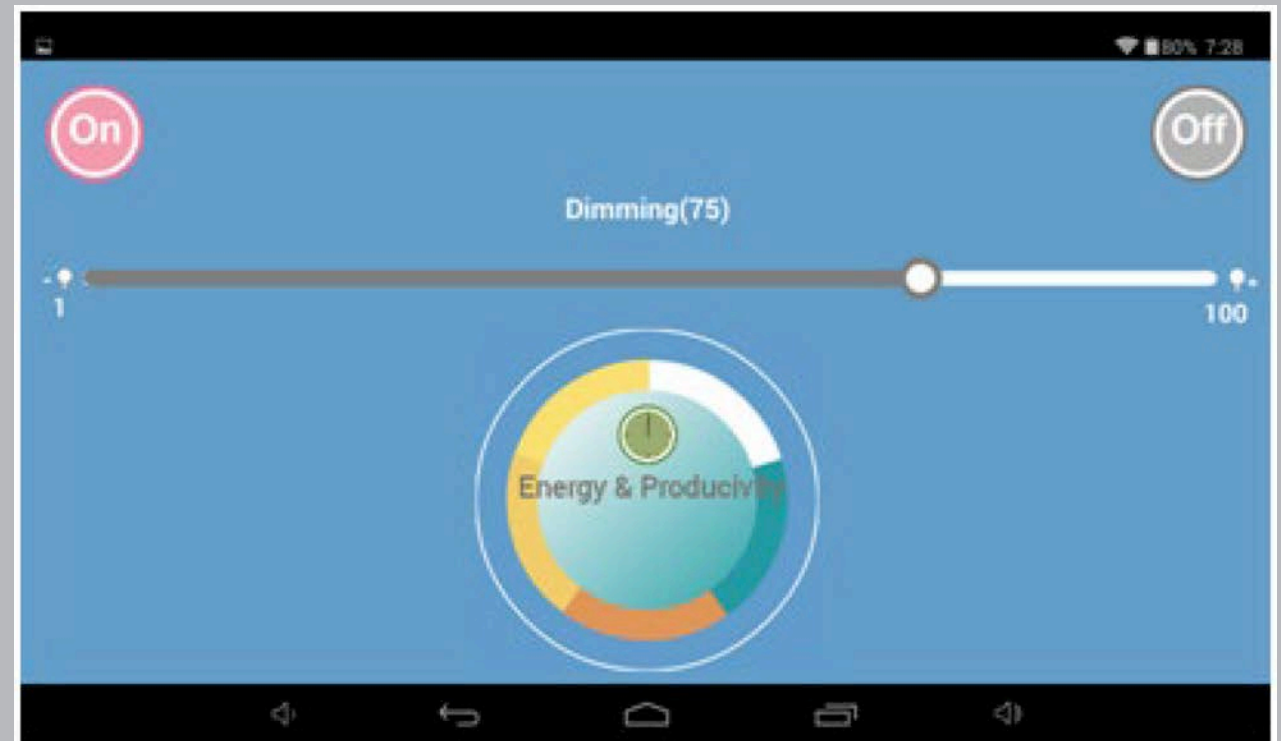 80% 7:28
On
Off
Dimming(75)
1
100
Energy & Producivity